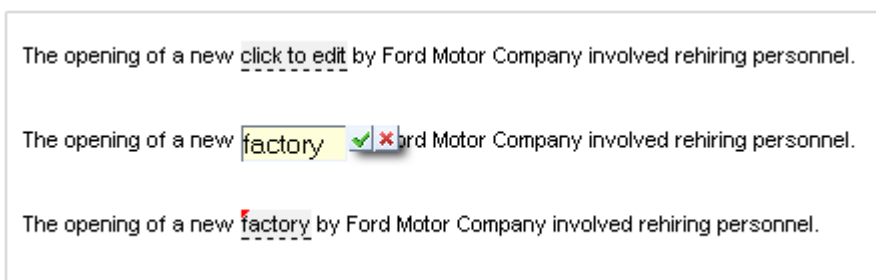 The opening of a new click to edit by Ford Motor Company involved rehiring personnel.
The opening of a new factory ord Motor Company involved rehiring personnel.
The opening of a new factory by Ford Motor Company involved rehiring personnel.